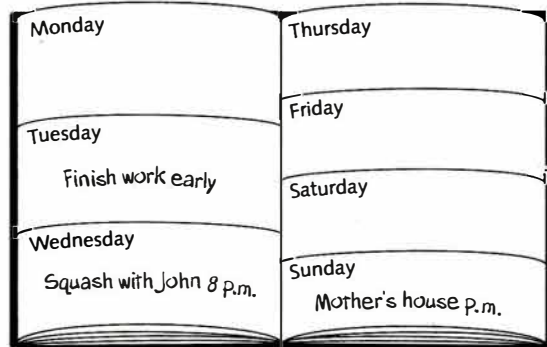 Monday
Tuesday
Finish work early
Wednesday
Squash with John 8 p.m.
Thursday
Friday
Saturday
Sunday
Mother's house p.m.